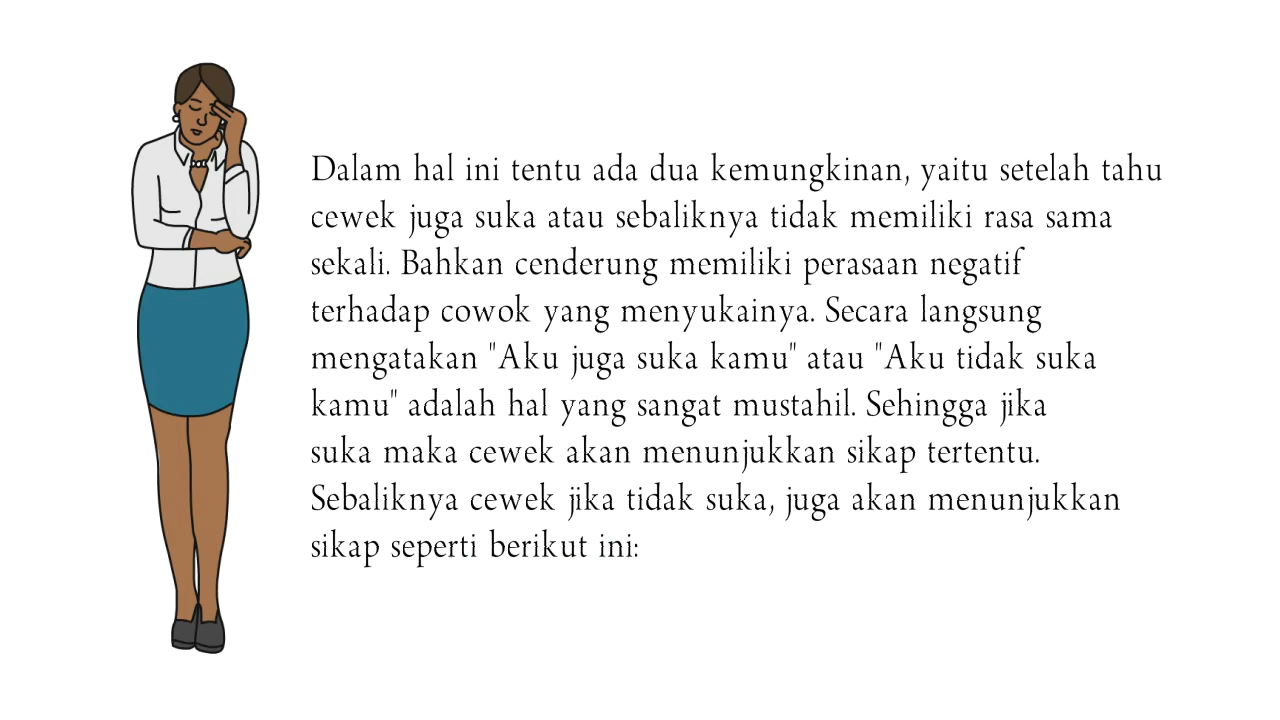 Dalam hal ini tentu ada dua kemungkinan, yaitu setelah tahu
cewek juga suka atau sebaliknya tidak memiliki rasa sama
sekali. Bahkan cenderung memiliki perasaan negatif
terhadap cowok yang menyukainya. Secara langsung
mengatakan "Aku juga suka kamu" atau "Aku tidak suka
kamu" adalah hal yang sangat mustahil. Sehingga jika
suka maka cewek akan menunjukkan sikap tertentu.
Sebaliknya cewek jika tidak suka, juga akan menunjukkan
sikap seperti berikut ini: